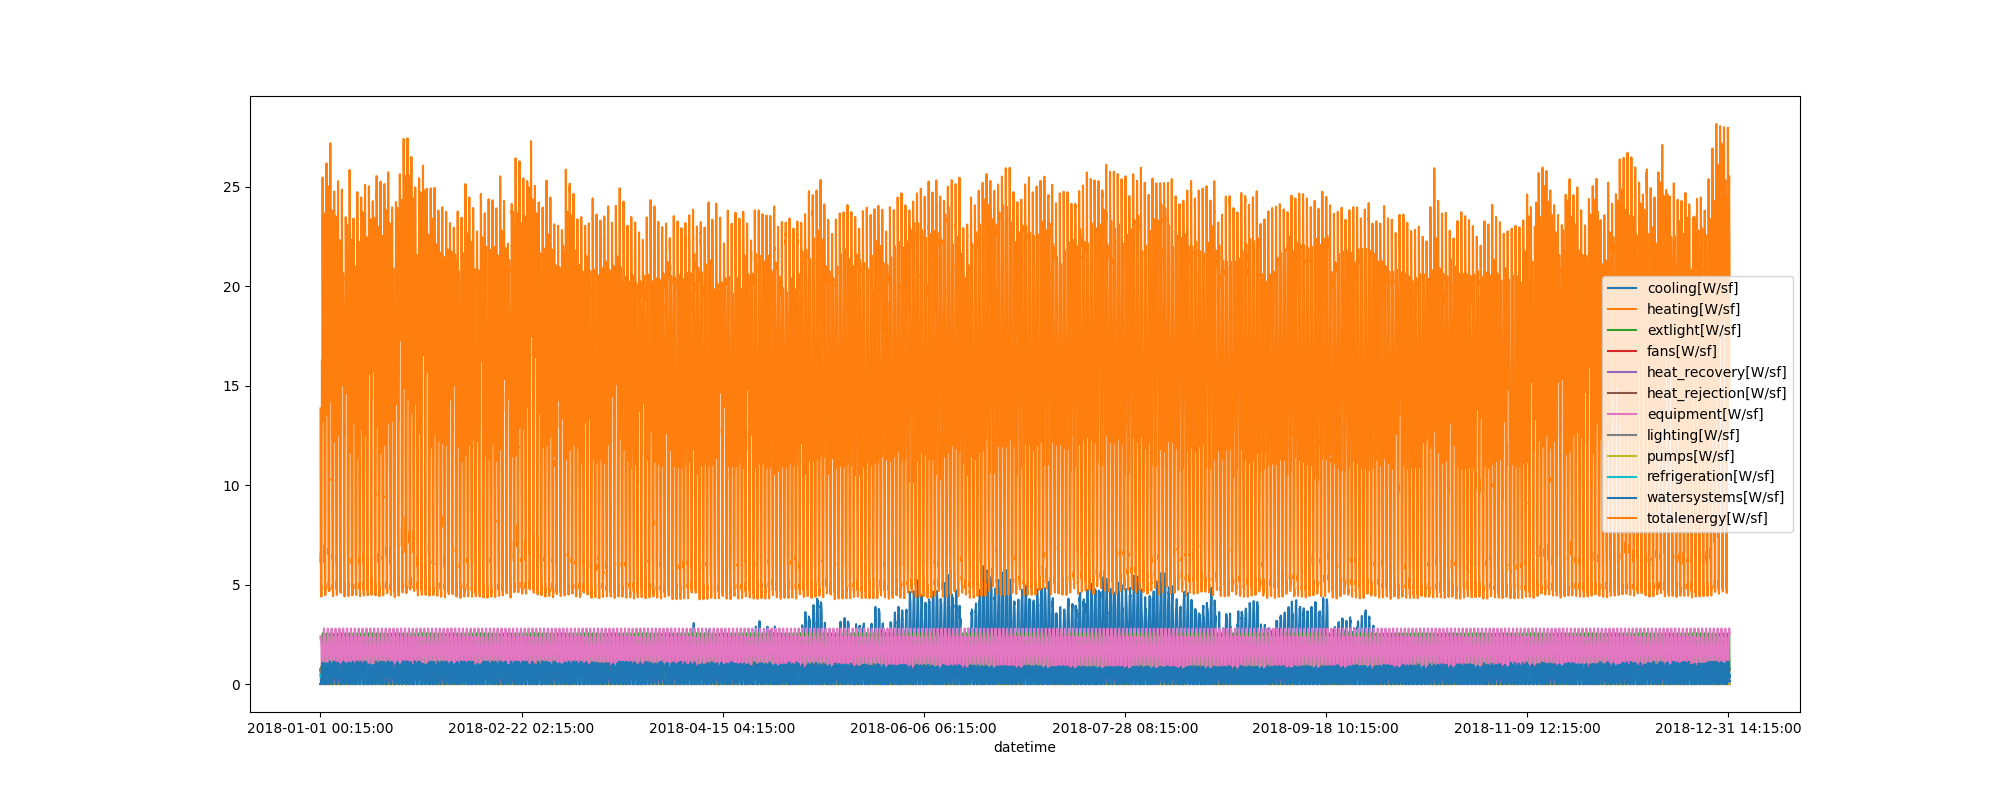 25
20
15
10
5
0
cooling[W/sf]
heating[W/sf]
extlight[W/sf]
fans[W/sf]
heat_recovery[W/sf]
heat_rejection[W/sf]
equipment[W/sf]
lighting[W/sf]
pumps[W/sf]
refrigeration[W/sf]
watersystems[W/sf]
totalenergy[W/sf]
2018-01-01 00:15:00 2018-02-22 02:15:00 2018-04-15 04:15:00 2018-06-06 06:15:00 2018-07-28 08:15:00 2018-09-18 10:15:00 2018-11-09 12:15:00 2018-12-31 14:15:00
datetime